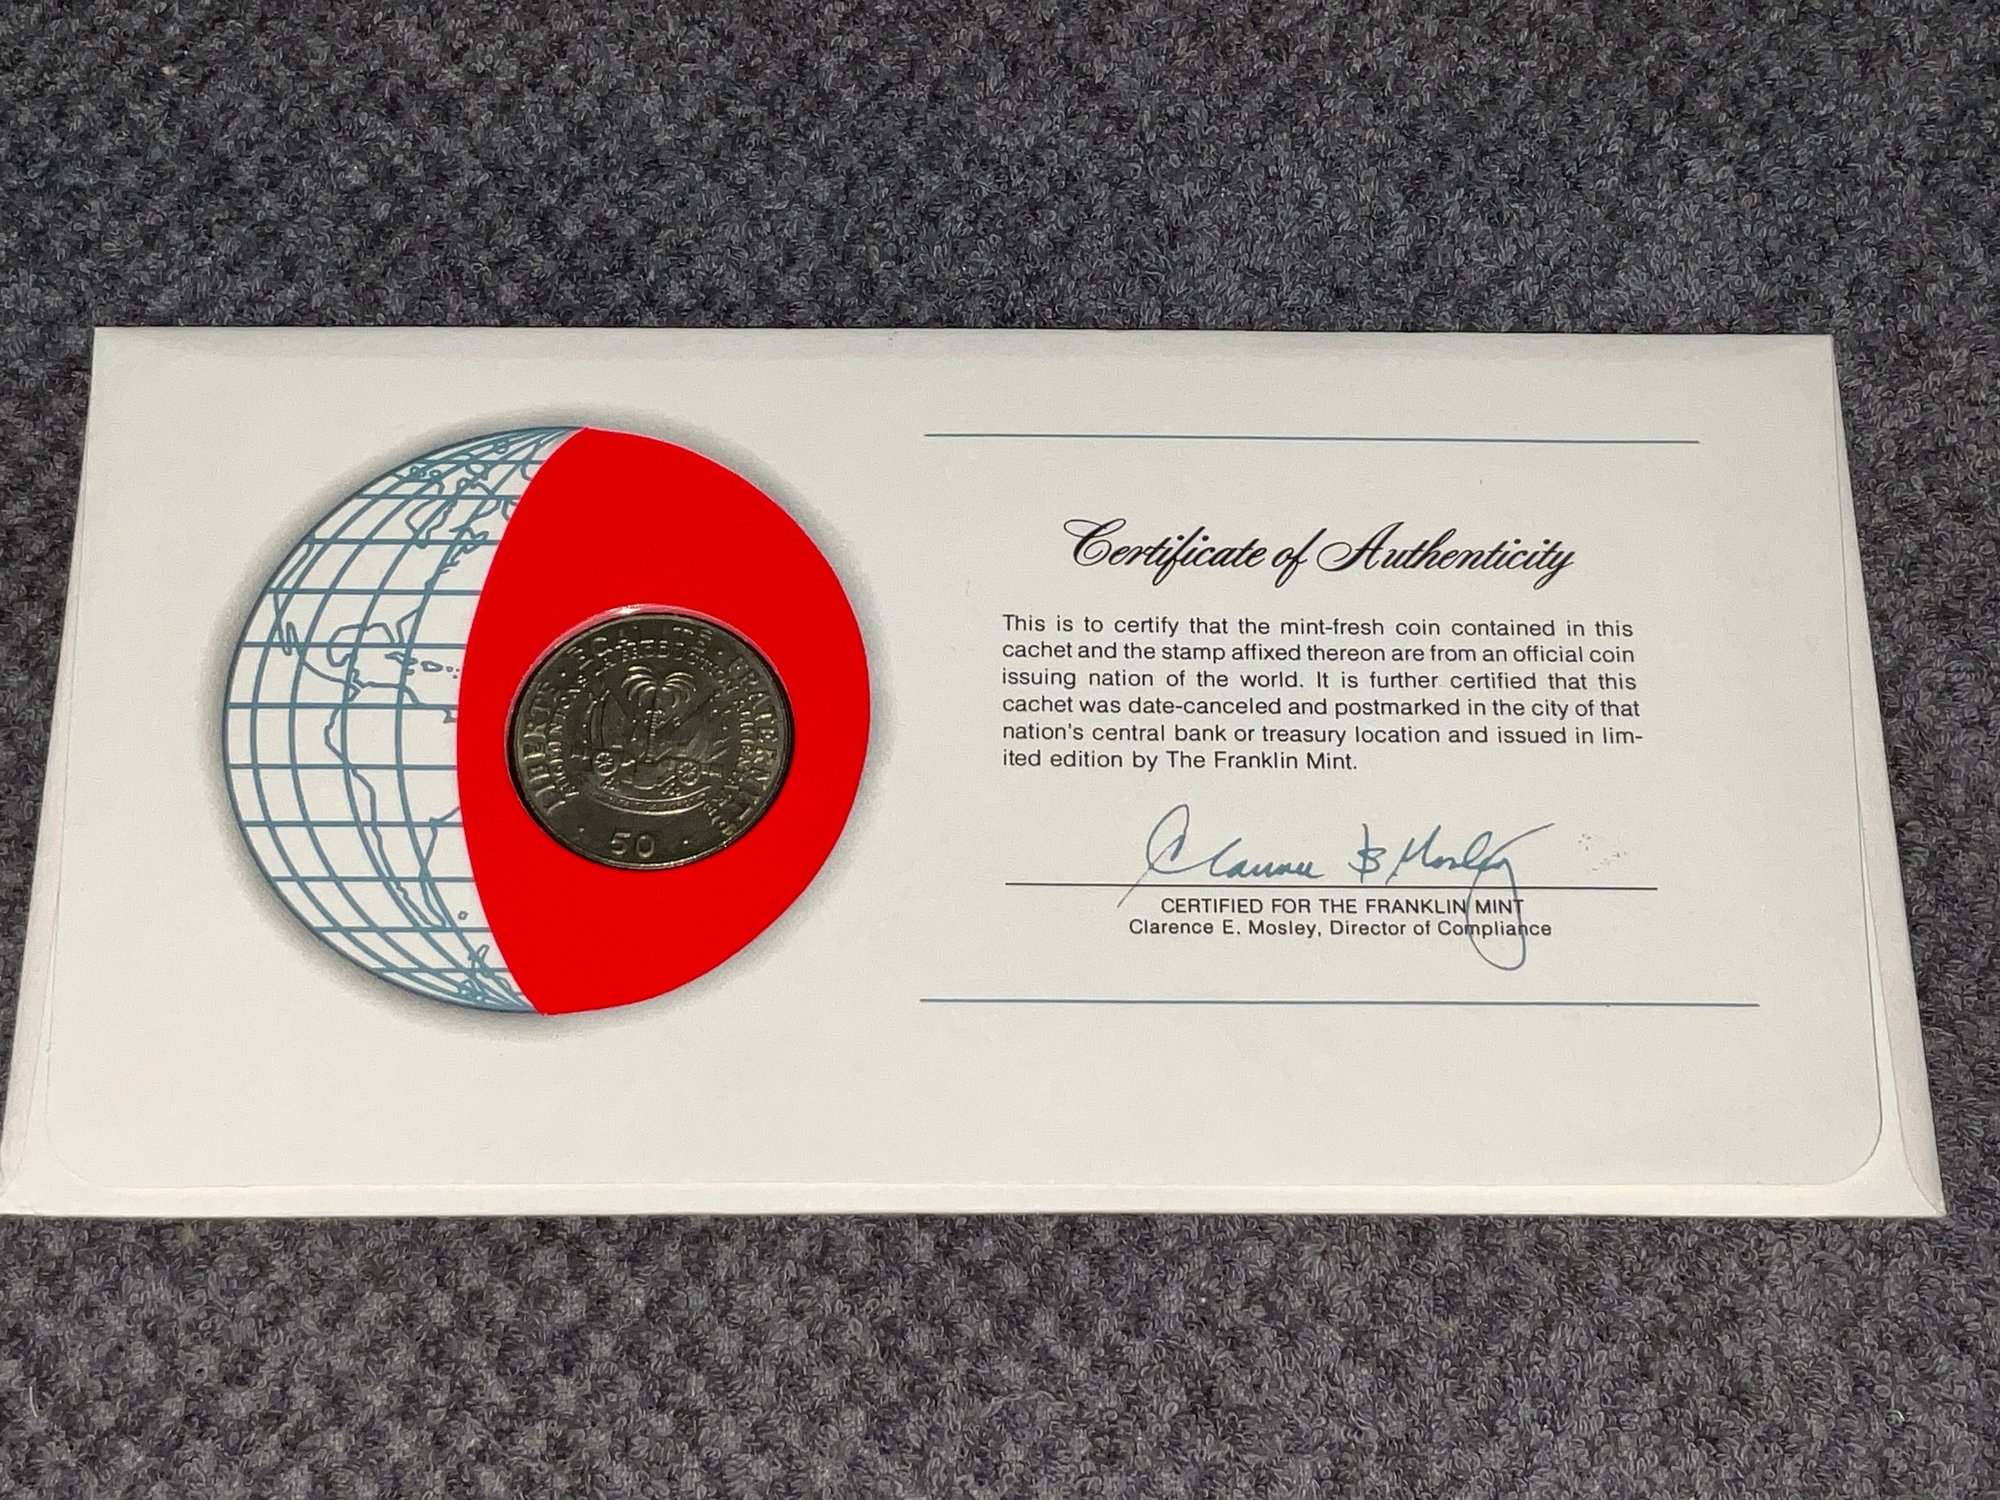 LIBERTÉ · ÉGALITÉ · FRATERNITÉ
50
Certificate of Authenticity
This is to certify that the mint-fresh coin contained in this
cachet and the stamp affixed thereon are from an official coin
issuing nation of the world. It is further certified that this
cachet was date-canceled and postmarked in the city of that
nation's central bank or treasury location and issued in lim-
ited edition by The Franklin Mint.
CERTIFIED FOR THE FRANKLIN MINT
Clarence E. Mosley, Director of Compliance